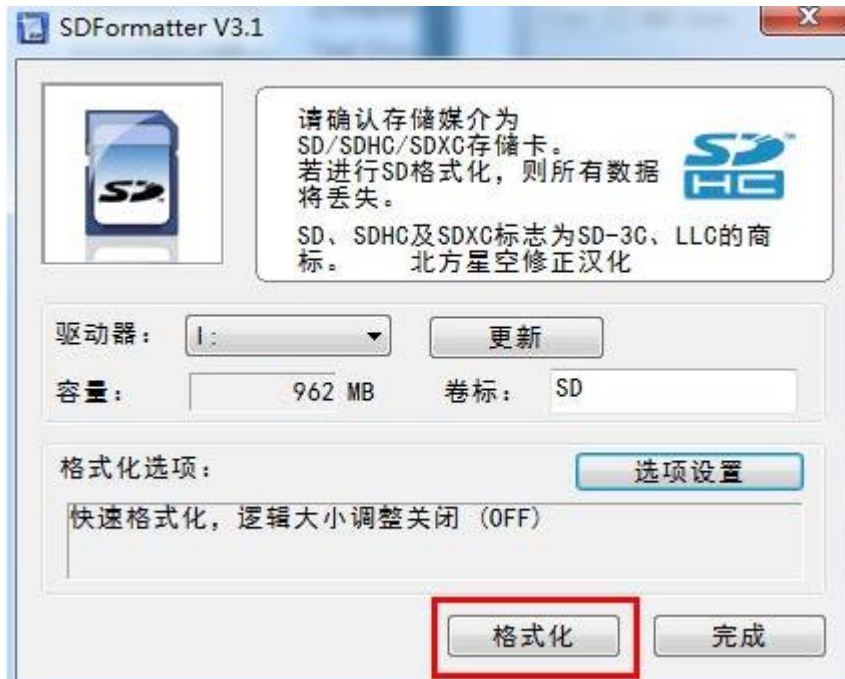 SDFormatter V3.1
请确认存储媒介为
SD/SDHC/SDXC存储卡。
若进行SD格式化，则所有数据
将丢失。
SD、SDHC及SDXC标志为SD-3C、LLC的商
标。 北方星空修正汉化
SD
SD
HC
驱动器： I: 更新
容量： 962 MB 卷标： SD
格式化选项： 选项设置
快速格式化，逻辑大小调整关闭 (OFF)
格式化 完成